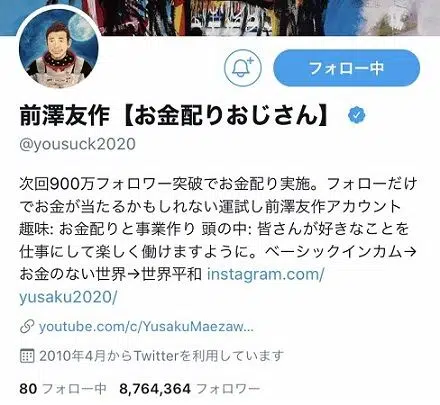 フォロー中
前澤友作【お金配りおじさん】
@yousuck2020
次回900万フォロワー突破でお金配り実施。フォローだけ
でお金が当たるかもしれない運試し前澤友作アカウント
趣味: お金配りと事業作り 頭の中: 皆さんが好きなことを
仕事にして楽しく働けますように。ベーシックインカム→
お金のない世界→世界平和 instagram.com/
yusaku2020/
youtube.com/c/YusakuMaezaw...
2010年4月からTwitterを利用しています
80 フォロー中 8,764,364 フォロワー